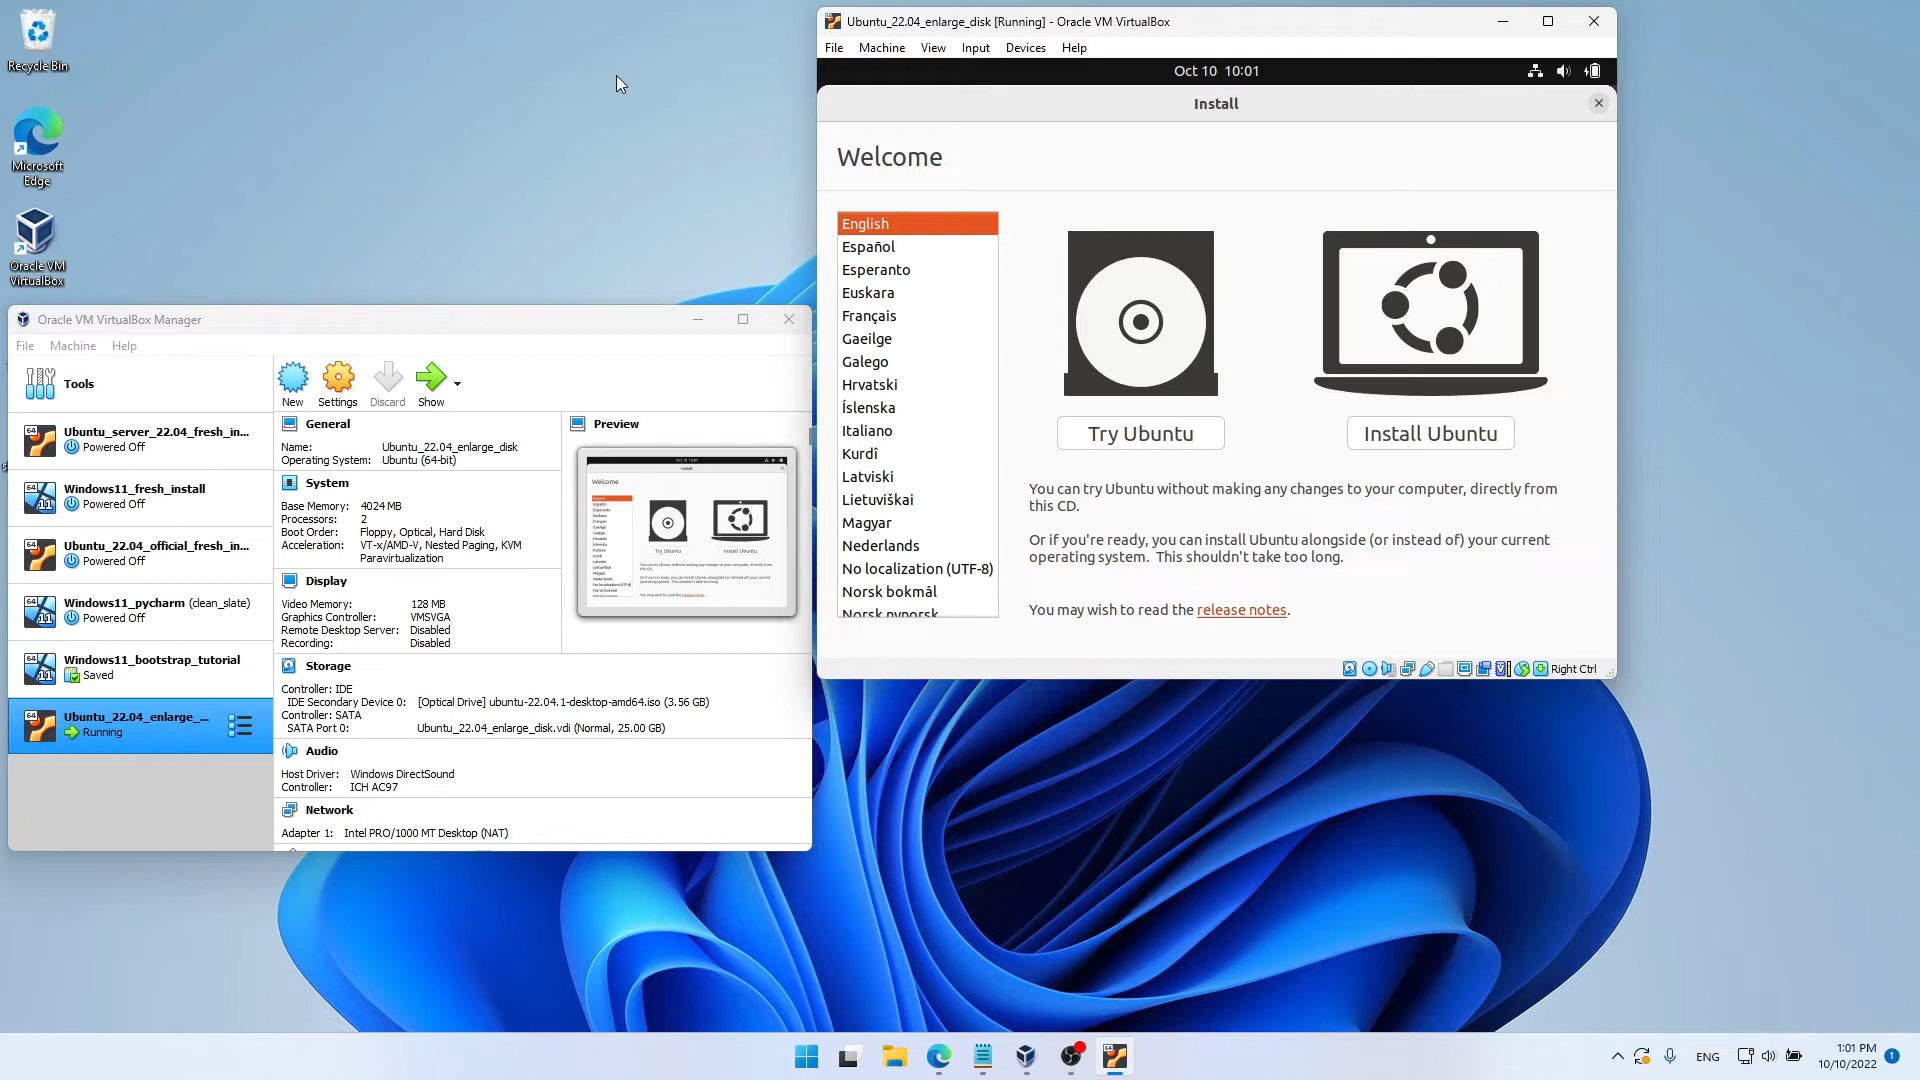 Recycle Bin
Microsoft
Edge
Oracle VM
VirtualBox
Oracle VM VirtualBox Manager
File Machine Help
Tools
Ubuntu_server_22.04_fresh_in...
Powered Off
Windows11_fresh_install
Powered Off
Ubuntu_22.04_official_fresh_in...
Powered Off
Windows11_pycharm (clean_slate)
Powered Off
Windows11_bootstrap_tutorial
Saved
Ubuntu_22.04_enlarge_...
Running
New Settings Discard Show
General
Name: Ubuntu_22.04_enlarge_disk
Operating System: Ubuntu (64-bit)
System
Base Memory: 4024 MB
Processors: 2
Boot Order: Floppy, Optical, Hard Disk
Acceleration: VT-x/AMD-V, Nested Paging, KVM
Paravirtualization
Display
Video Memory: 128 MB
Graphics Controller: VMSVGA
Remote Desktop Server: Disabled
Recording: Disabled
Storage
Controller: IDE
IDE Secondary Device 0: [Optical Drive] ubuntu-22.04.1-desktop-amd64.iso (3.56 GB)
Controller: SATA
SATA Port 0: Ubuntu_22.04_enlarge_disk.vdi (Normal, 25.00 GB)
Audio
Host Driver: Windows DirectSound
Controller: ICH AC97
Network
Adapter 1: Intel PRO/1000 MT Desktop (NAT)
Preview
Ubuntu_22.04_enlarge_disk [Running] - Oracle VM VirtualBox
File Machine View Input Devices Help
Oct 10 10:01
Install
Welcome
English
Español
Esperanto
Euskara
Français
Gaeilge
Galego
Hrvatski
Íslenska
Italiano
Kurdî
Latviski
Lietuviškai
Magyar
Nederlands
No localization (UTF-8)
Norsk bokmål
Norsk nynorsk
Try Ubuntu
Install Ubuntu
You can try Ubuntu without making any changes to your computer, directly from
this CD.
Or if you're ready, you can install Ubuntu alongside (or instead of) your current
operating system. This shouldn't take too long.
You may wish to read the release notes.
Right Ctrl
ENG
1:01 PM
10/10/2022
1